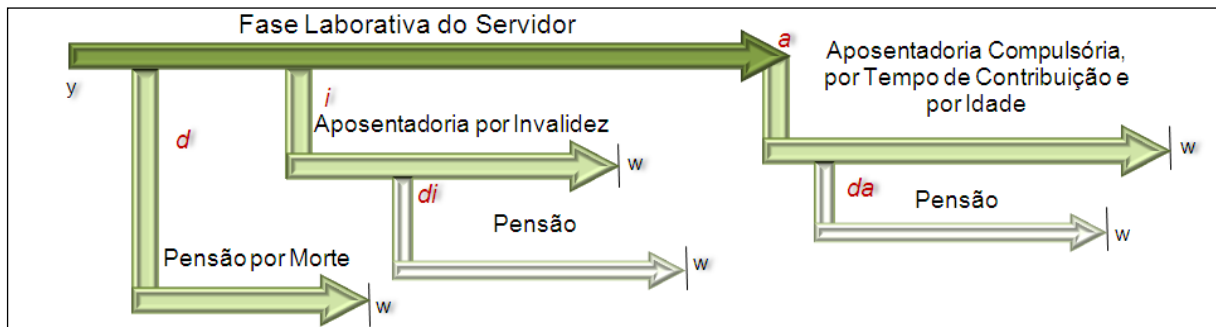 Fase Laborativa do Servidor
a
y
Aposentadoria Compulsória,
por Tempo de Contribuição e
por Idade
i
Aposentadoria por Invalidez
d
w
w
di
Pensão
da
Pensão
w
w
Pensão por Morte
w